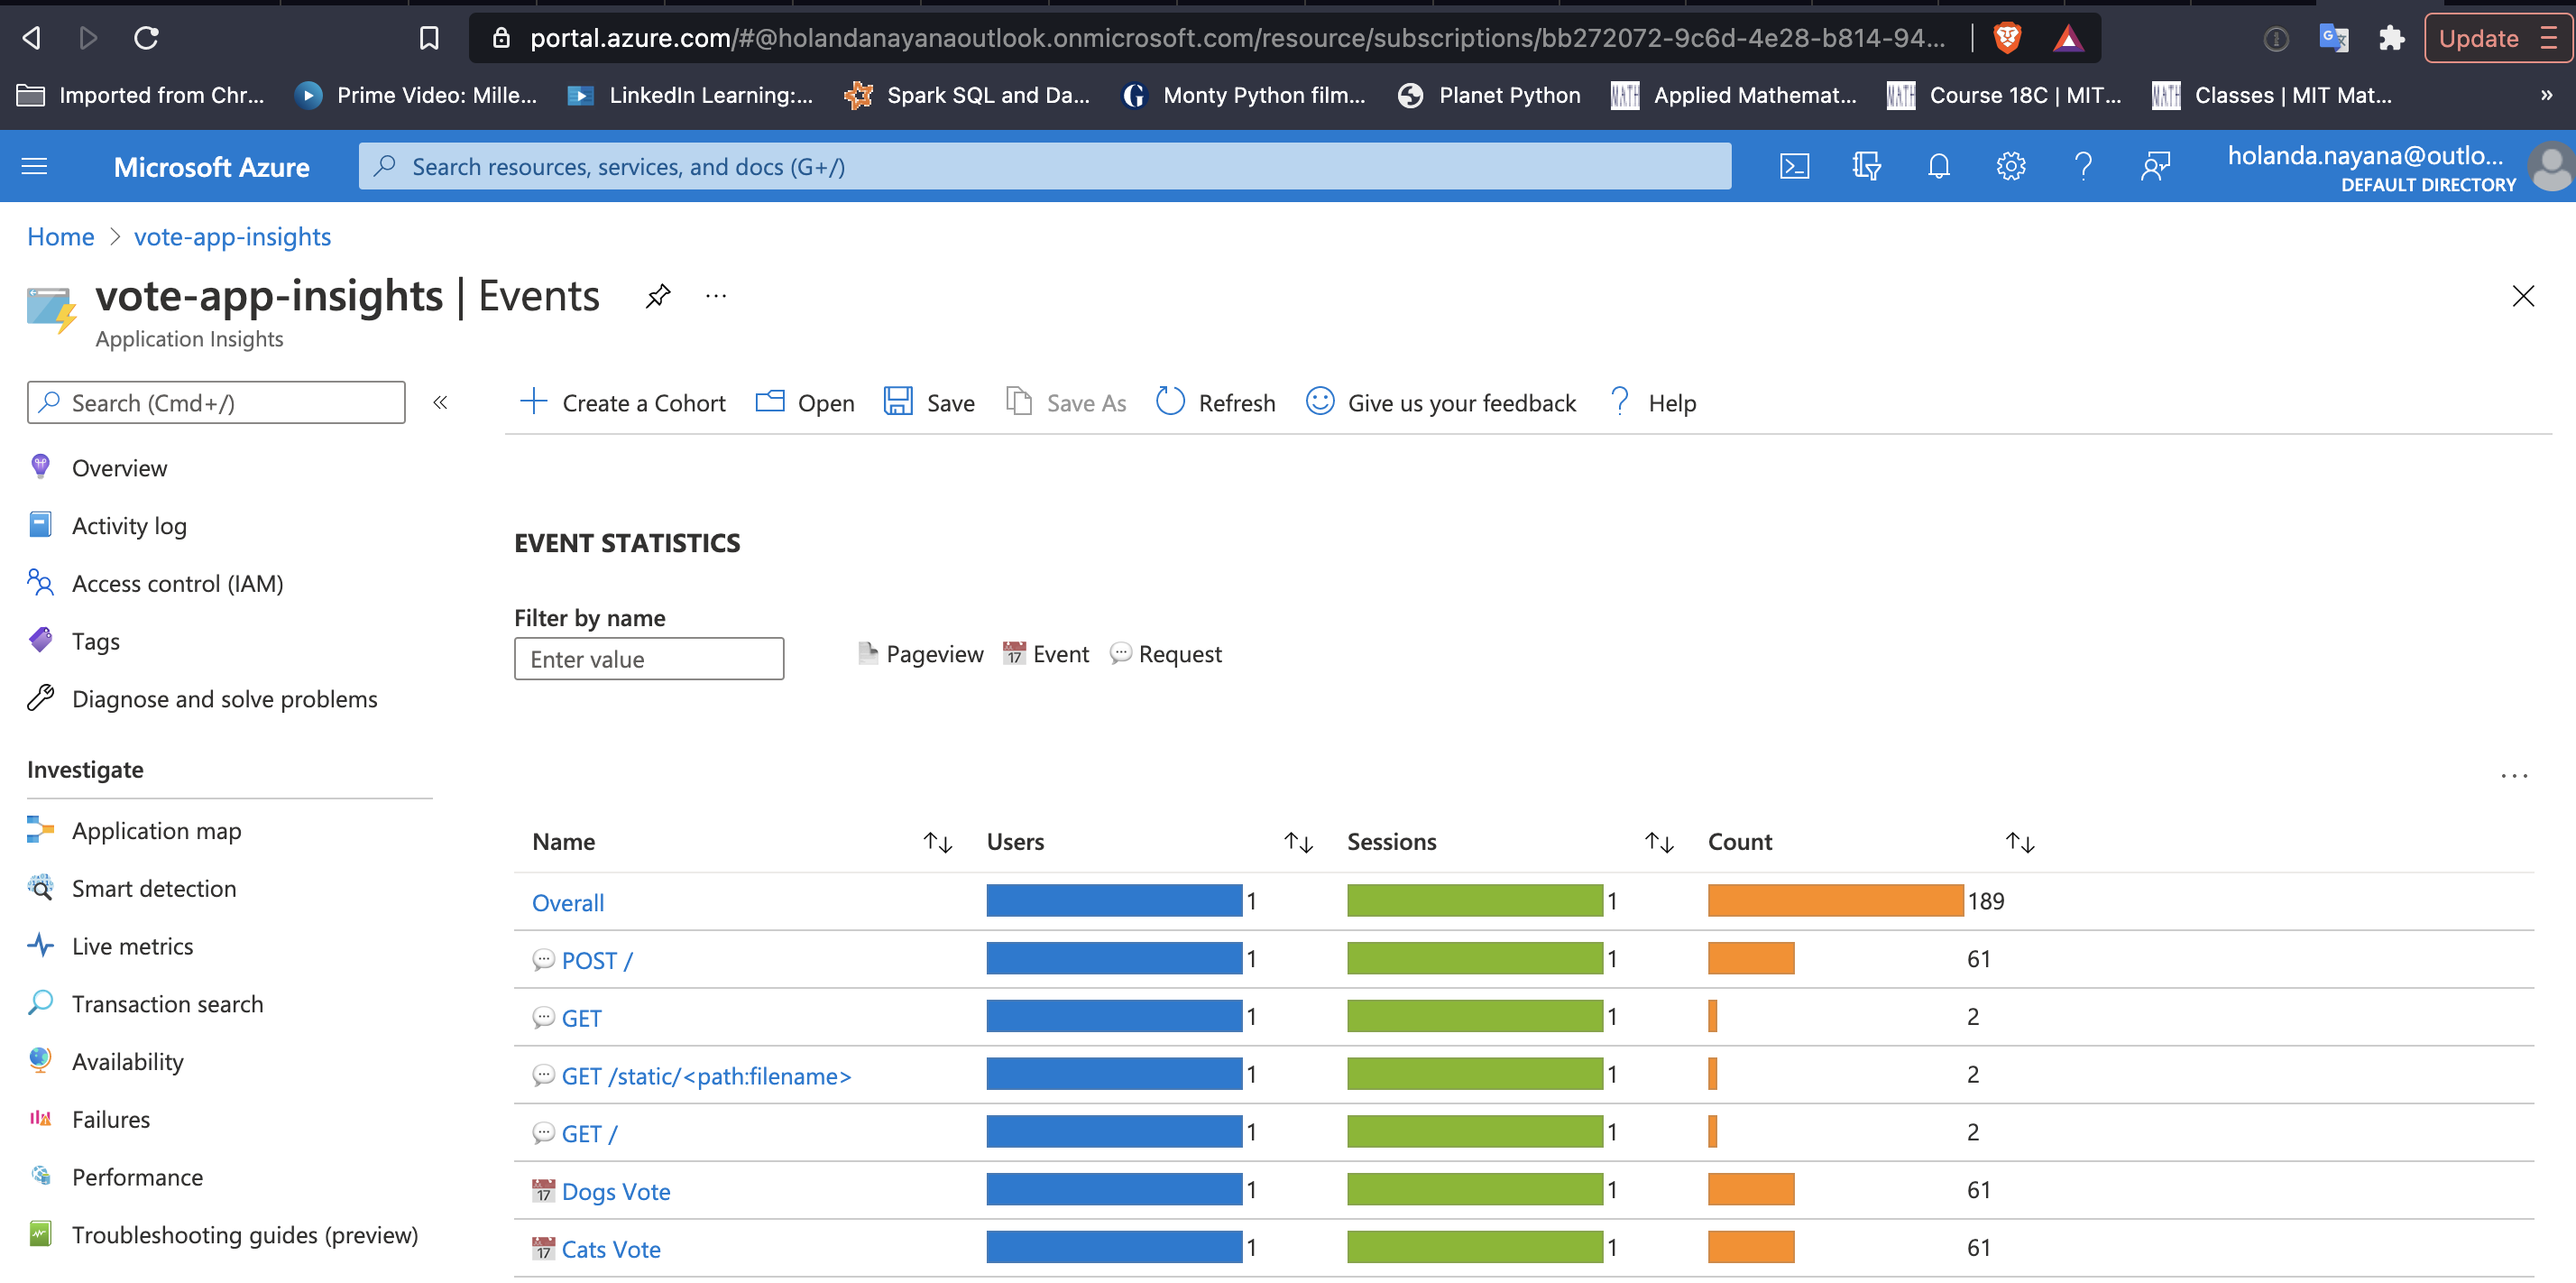 portal.azure.com/#@holandanayanaoutlook.onmicrosoft.com/resource/subscriptions/bb272072-9c6d-4e28-b814-94...
Update
Imported from Chr...
Prime Video: Mille...
LinkedIn Learning:...
Spark SQL and Da...
Monty Python film...
Planet Python
Applied Mathemat...
Course 18C | MIT...
Classes | MIT Mat...
»
Microsoft Azure
Search resources, services, and docs (G+/)
holanda.nayana@outlo...
DEFAULT DIRECTORY
Home > vote-app-insights
vote-app-insights | Events
Application Insights
Search (Cmd+/)
«
Create a Cohort
Open
Save
Save As
Refresh
Give us your feedback
Help
Overview
Activity log
Access control (IAM)
Tags
Diagnose and solve problems
Investigate
Application map
Smart detection
Live metrics
Transaction search
Availability
Failures
Performance
Troubleshooting guides (preview)
EVENT STATISTICS
Filter by name
Enter value
Pageview 17 Event Request
Name Users Sessions Count
Overall 1 1 189
POST / 1 1 61
GET 1 1 2
GET /static/<path:filename> 1 1 2
GET / 1 1 2
17 Dogs Vote 1 1 61
17 Cats Vote 1 1 61